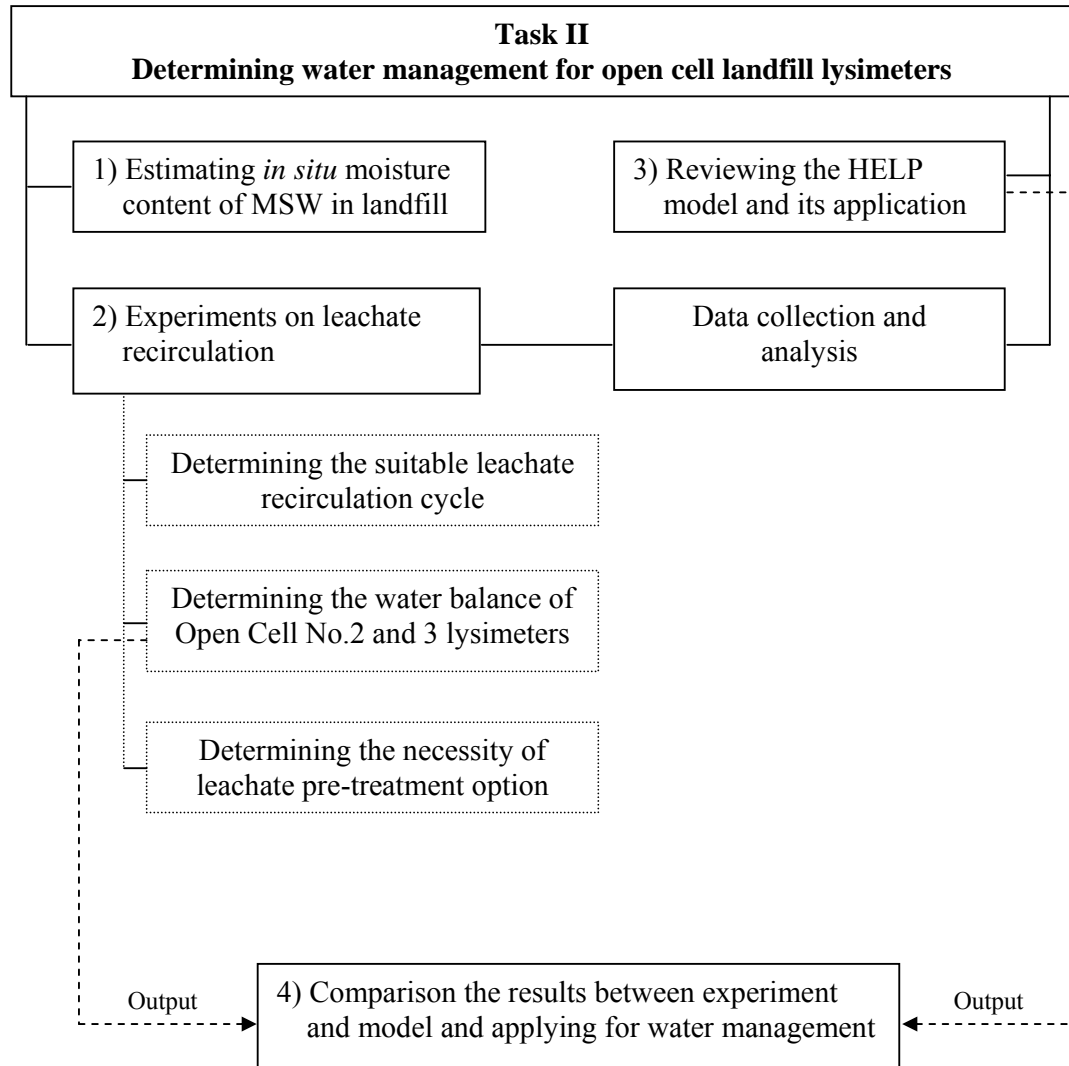 Task II
Determining water management for open cell landfill lysimeters
1) Estimating in situ moisture
content of MSW in landfill
3) Reviewing the HELP
model and its application
2) Experiments on leachate
recirculation
Data collection and
analysis
Determining the suitable leachate
recirculation cycle
Determining the water balance of
Open Cell No.2 and 3 lysimeters
Determining the necessity of
leachate pre-treatment option
Output
4) Comparison the results between experiment
and model and applying for water management
Output